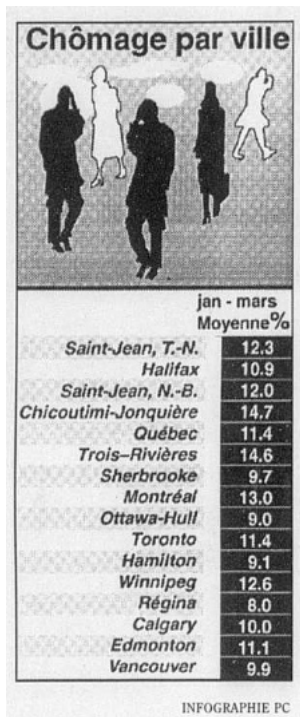 Chômage par ville
jan - mars
Moyenne%
Saint-Jean, T.-N. 12.3
Halifax 10.9
Saint-Jean, N.-B. 12.0
Chicoutimi-Jonquière 14.7
Québec 11.4
Trois–Rivières 14.6
Sherbrooke 9.7
Montréal 13.0
Ottawa-Hull 9.0
Toronto 11.4
Hamilton 9.1
Winnipeg 12.6
Régina 8.0
Calgary 10.0
Edmonton 11.1
Vancouver 9.9
INFOGRAPHIE PC